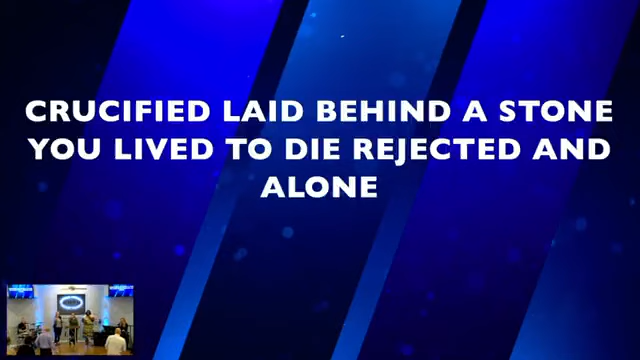 CRUCIFIED LAID BEHIND A STONE
YOU LIVED TO DIE REJECTED AND
ALONE